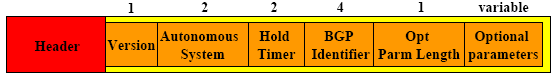 1 2 2 4 1 variable
Header Version Autonomous System Hold Timer BGP Identifier Opt Parm Length Optional parameters